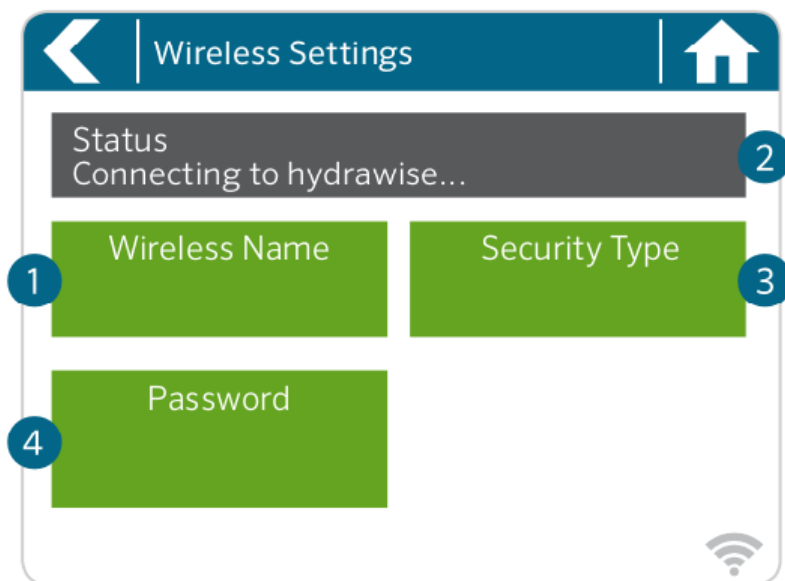 Wireless Settings
Status
Connecting to hydrawise...
2
Wireless Name
Security Type
1
3
Password
4